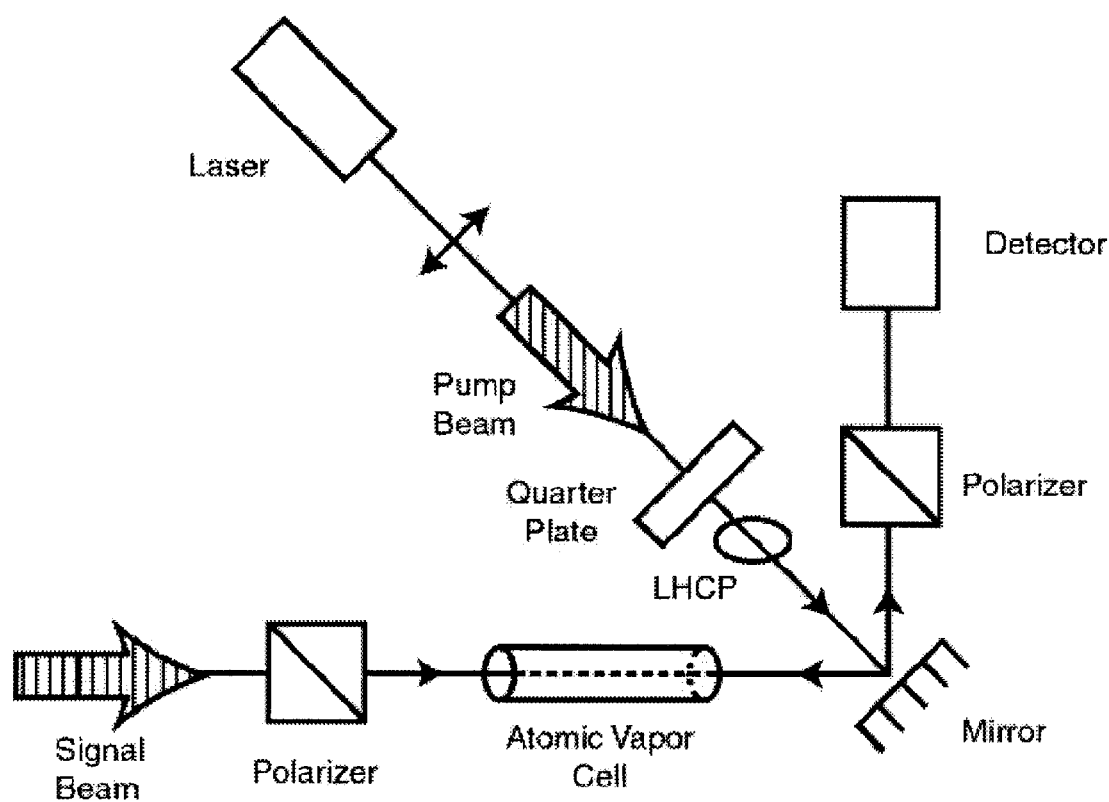 Laser
Detector
Pump
Beam
Quarter
Plate
Polarizer
LHCP
Signal
Beam
Polarizer
Atomic Vapor
Cell
Mirror